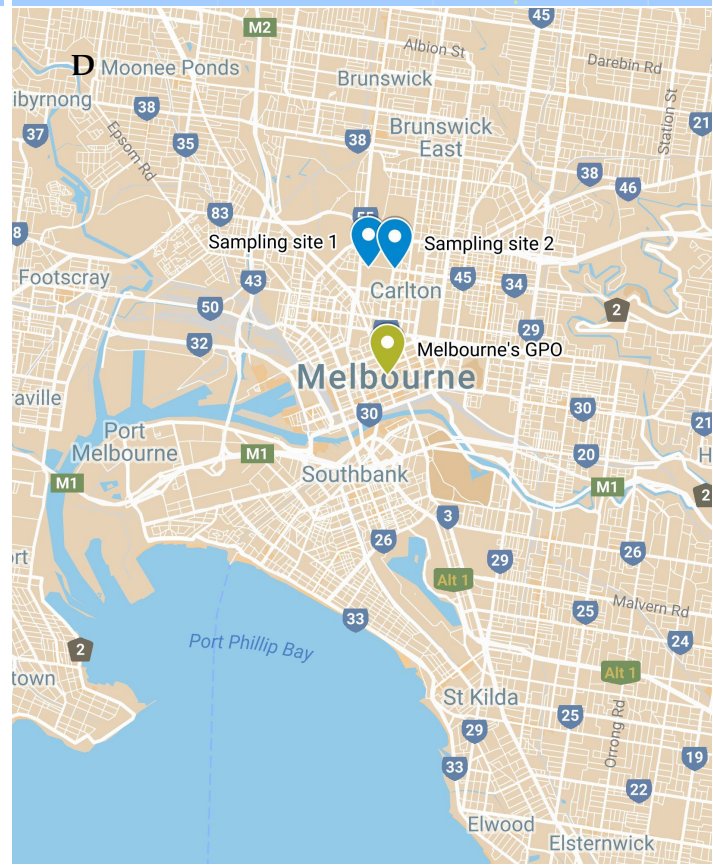 45
M2
Albion St
D
Moonee Ponds
Darebin Rd
Brunswick
Station St
ibyrnong
38
37
Epsom Rd
35
38
Brunswick
East
21
38
46
83
55
8
Sampling site 1
Sampling site 2
Footscray
43
45
34
Carlton
50
2
32
29
Melbourne's GPO
Melbourne
raville
30
30
21
Port
Melbourne
M1
20
H
Southbank
M1
M1
2
3
26
29
26
ort
Alt 1
33
25
Malvern Rd
24
Port Phillip Bay
2
Alt 1
town
St Kilda
25
Orrong Rd
29
33
19
22
Elwood
Elsternwick